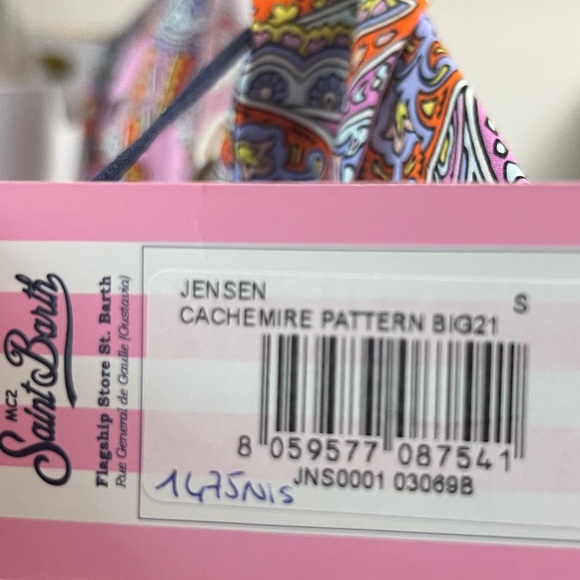 MC2
Saint Barth
Flagship Store St. Barth
Rue General de Gaulle (Gustavia)
JENSEN S
CACHEMIRE PATTERN BIG21
8 059577 087541
JNS0001 03069B
1475Nis